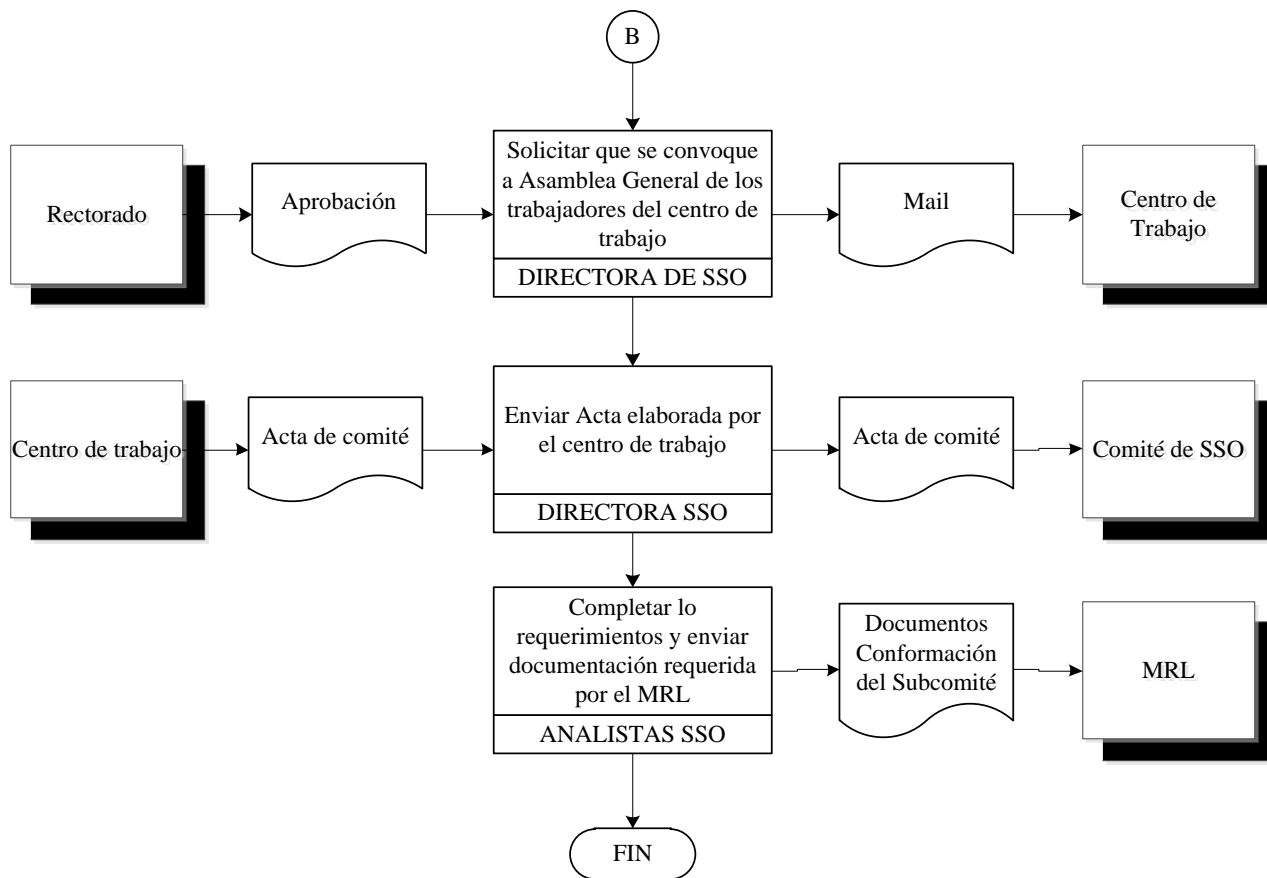 B
Rectorado
Aprobación
Solicitar que se convoque
a Asamblea General de los
trabajadores del centro de
trabajo
DIRECTORA DE SSO
Mail
Centro de
Trabajo
Centro de trabajo
Acta de comité
Enviar Acta elaborada por
el centro de trabajo
DIRECTORA SSO
Acta de comité
Comité de SSO
Completar lo
requerimientos y enviar
documentación requerida
por el MRL
ANALISTAS SSO
Documentos
Conformación
del Subcomité
MRL
FIN